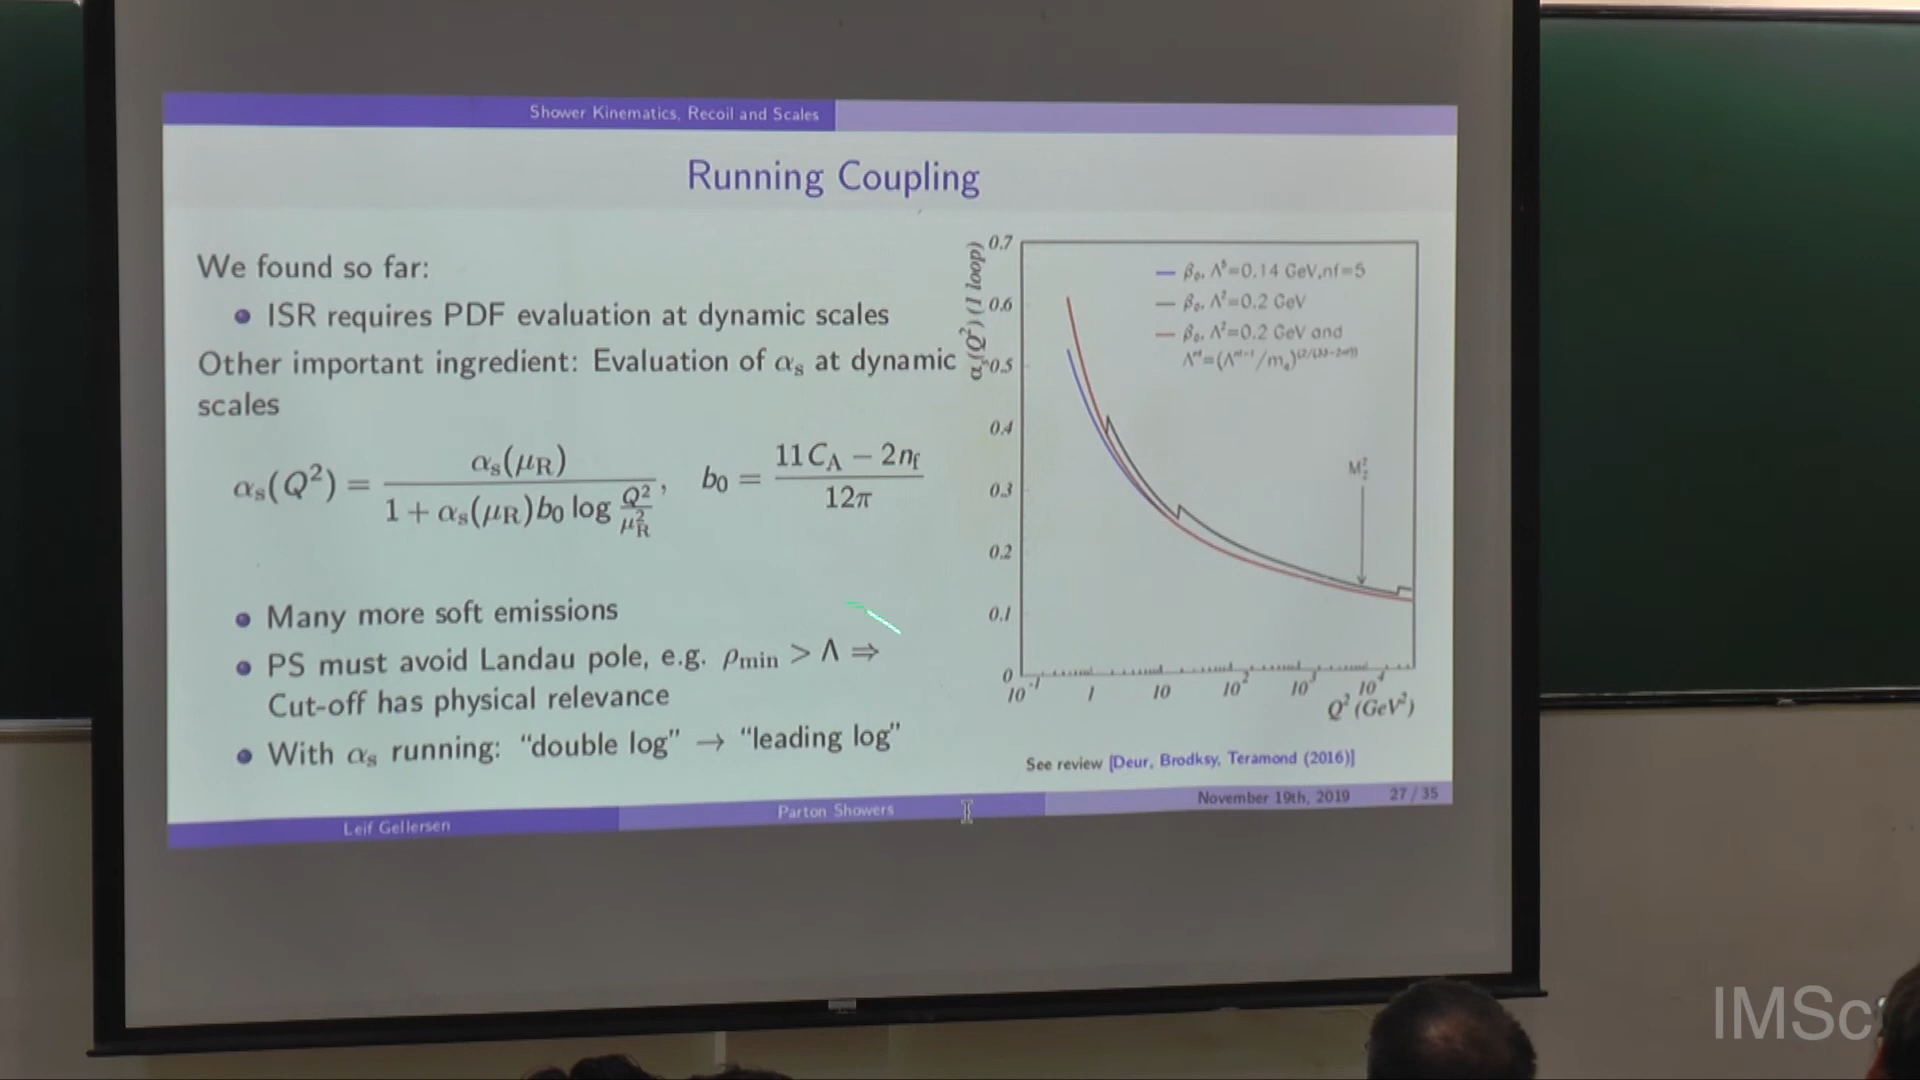 Shower Kinematics, Recoil and Scales
Running Coupling
We found so far:
• ISR requires PDF evaluation at dynamic scales
Other important ingredient: Evaluation of αs at dynamic
scales
αs(Q²) = αs(μR) / (1 + αs(μR)b₀ log Q²/μR²), b₀ = (11CA − 2nf) / 12π
• Many more soft emissions
• PS must avoid Landau pole, e.g. ρmin > Λ ⇒
Cut-off has physical relevance
• With αs running: “double log” → “leading log”
αs(Q²) (1 loop)
0.7
0.6
0.5
0.4
0.3
0.2
0.1
0
10⁻¹ 1 10 10² 10³ 10⁴
Q² (GeV²)
β₀, Λ⁵=0.14 GeV,nf=5
β₀, Λ²=0.2 GeV
β₀, Λ²=0.2 GeV and
M_z²
See review [Deur, Brodksy, Teramond (2016)]
Leif Gellersen
Parton Showers
November 19th, 2019
27 / 35
IMSc